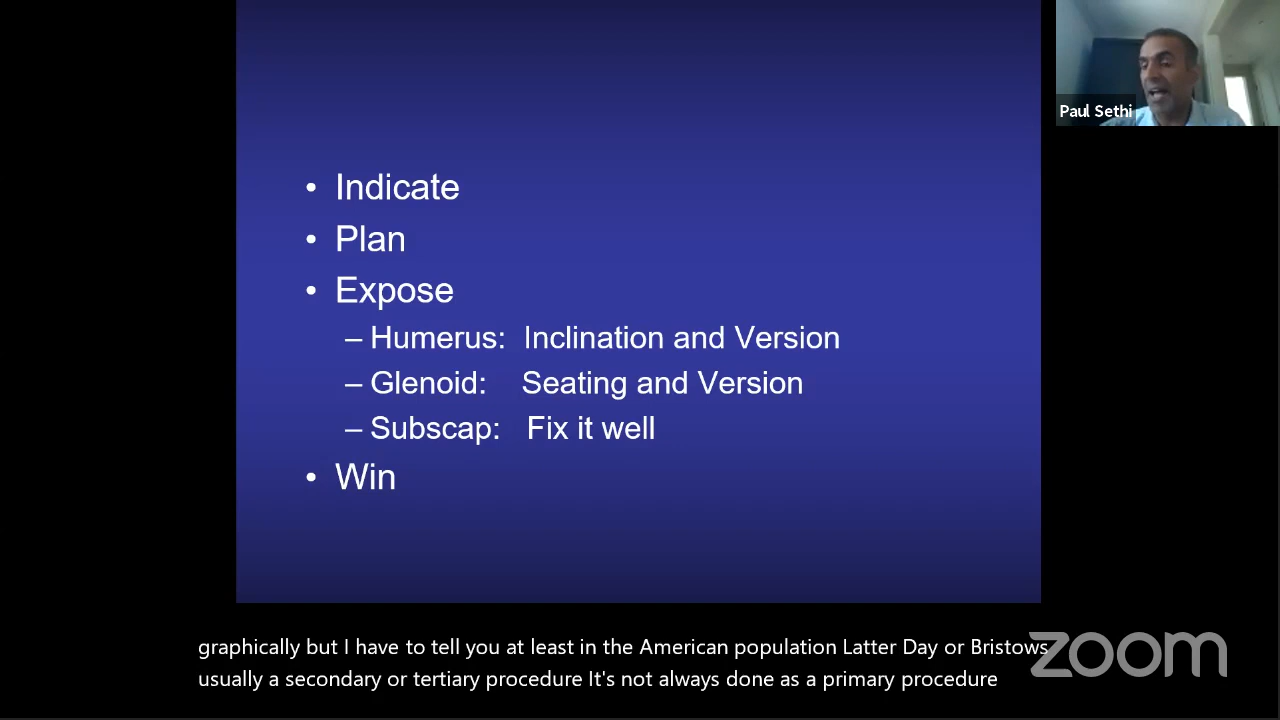 Paul Sethi
• Indicate
• Plan
• Expose
– Humerus: Inclination and Version
– Glenoid: Seating and Version
– Subscap: Fix it well
• Win
graphically but I have to tell you at least in the American population Latter Day or Bristows
usually a secondary or tertiary procedure It's not always done as a primary procedure
zoom